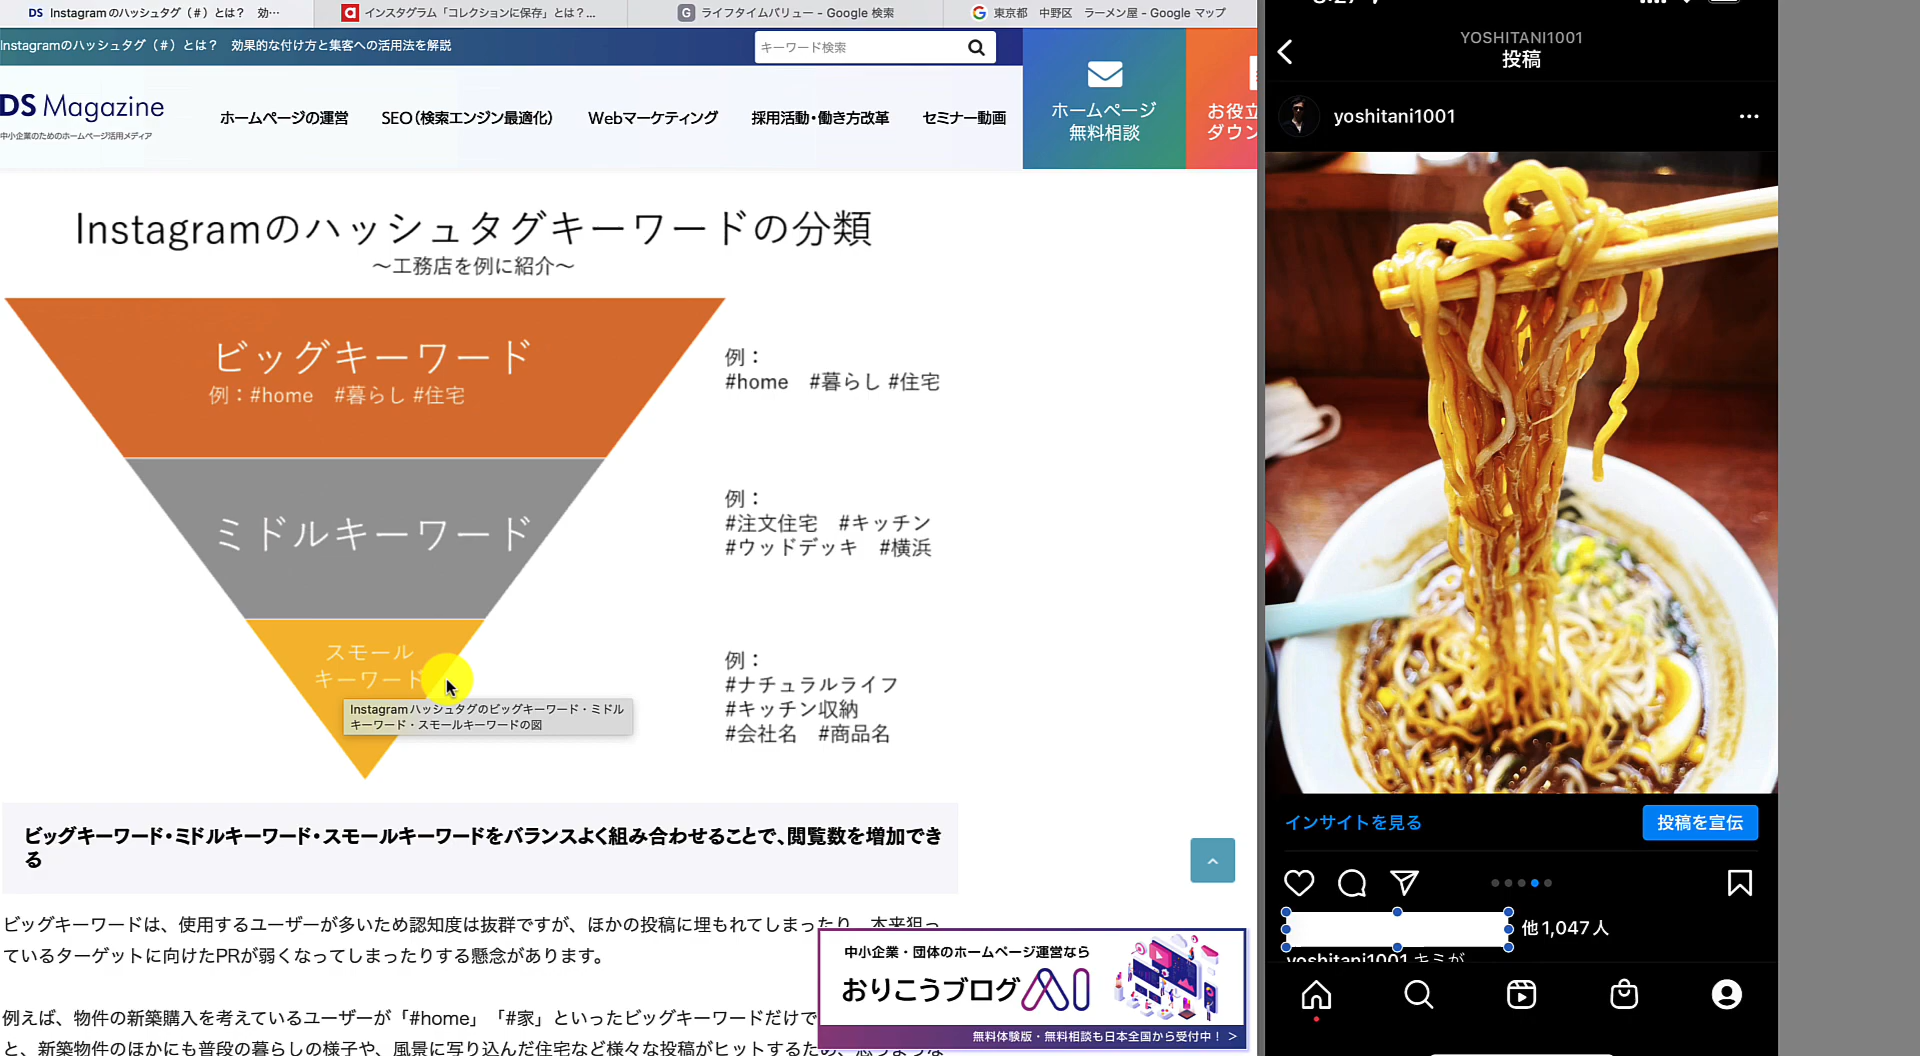 DS Instagramのハッシュタグ（#）とは？ 効…
インスタグラム「コレクションに保存」とは？...
G ライフタイムバリュー - Google 検索
東京都 中野区 ラーメン屋 - Google マップ
Instagramのハッシュタグ（#）とは？ 効果的な付け方と集客への活用法を解説
キーワード検索
DS Magazine
中小企業のためのホームページ活用メディア
ホームページの運営
SEO（検索エンジン最適化）
Webマーケティング
採用活動・働き方改革
セミナー動画
ホームページ
無料相談
お役立
ダウン
Instagramのハッシュタグキーワードの分類
～工務店を例に紹介～
ビッグキーワード
例：#home #暮らし #住宅
例：
#home #暮らし #住宅
ミドルキーワード
例：
#注文住宅 #キッチン
#ウッドデッキ #横浜
スモール
キーワード
例：
#ナチュラルライフ
#キッチン収納
#会社名 #商品名
Instagramハッシュタグのビッグキーワード・ミドル
キーワード・スモールキーワードの図
ビッグキーワード・ミドルキーワード・スモールキーワードをバランスよく組み合わせることで、閲覧数を増加でき
る
ビッグキーワードは、使用するユーザーが多いため認知度は抜群ですが、ほかの投稿に埋もれてしまったり、本来狙っ
ているターゲットに向けたPRが弱くなってしまったりする懸念があります。
例えば、物件の新築購入を考えているユーザーが「#home」「#家」といったビッグキーワードだけで
と、新築物件のほかにも普段の暮らしの様子や、風景に写り込んだ住宅など様々な投稿がヒットするため、思うような
中小企業・団体のホームページ運営なら
おりこうブログAI
無料体験版・無料相談も日本全国から受付中！ >
YOSHITANI1001
投稿
yoshitani1001
インサイトを見る
投稿を宣伝
他1,047人
yoshitani1001 キミが